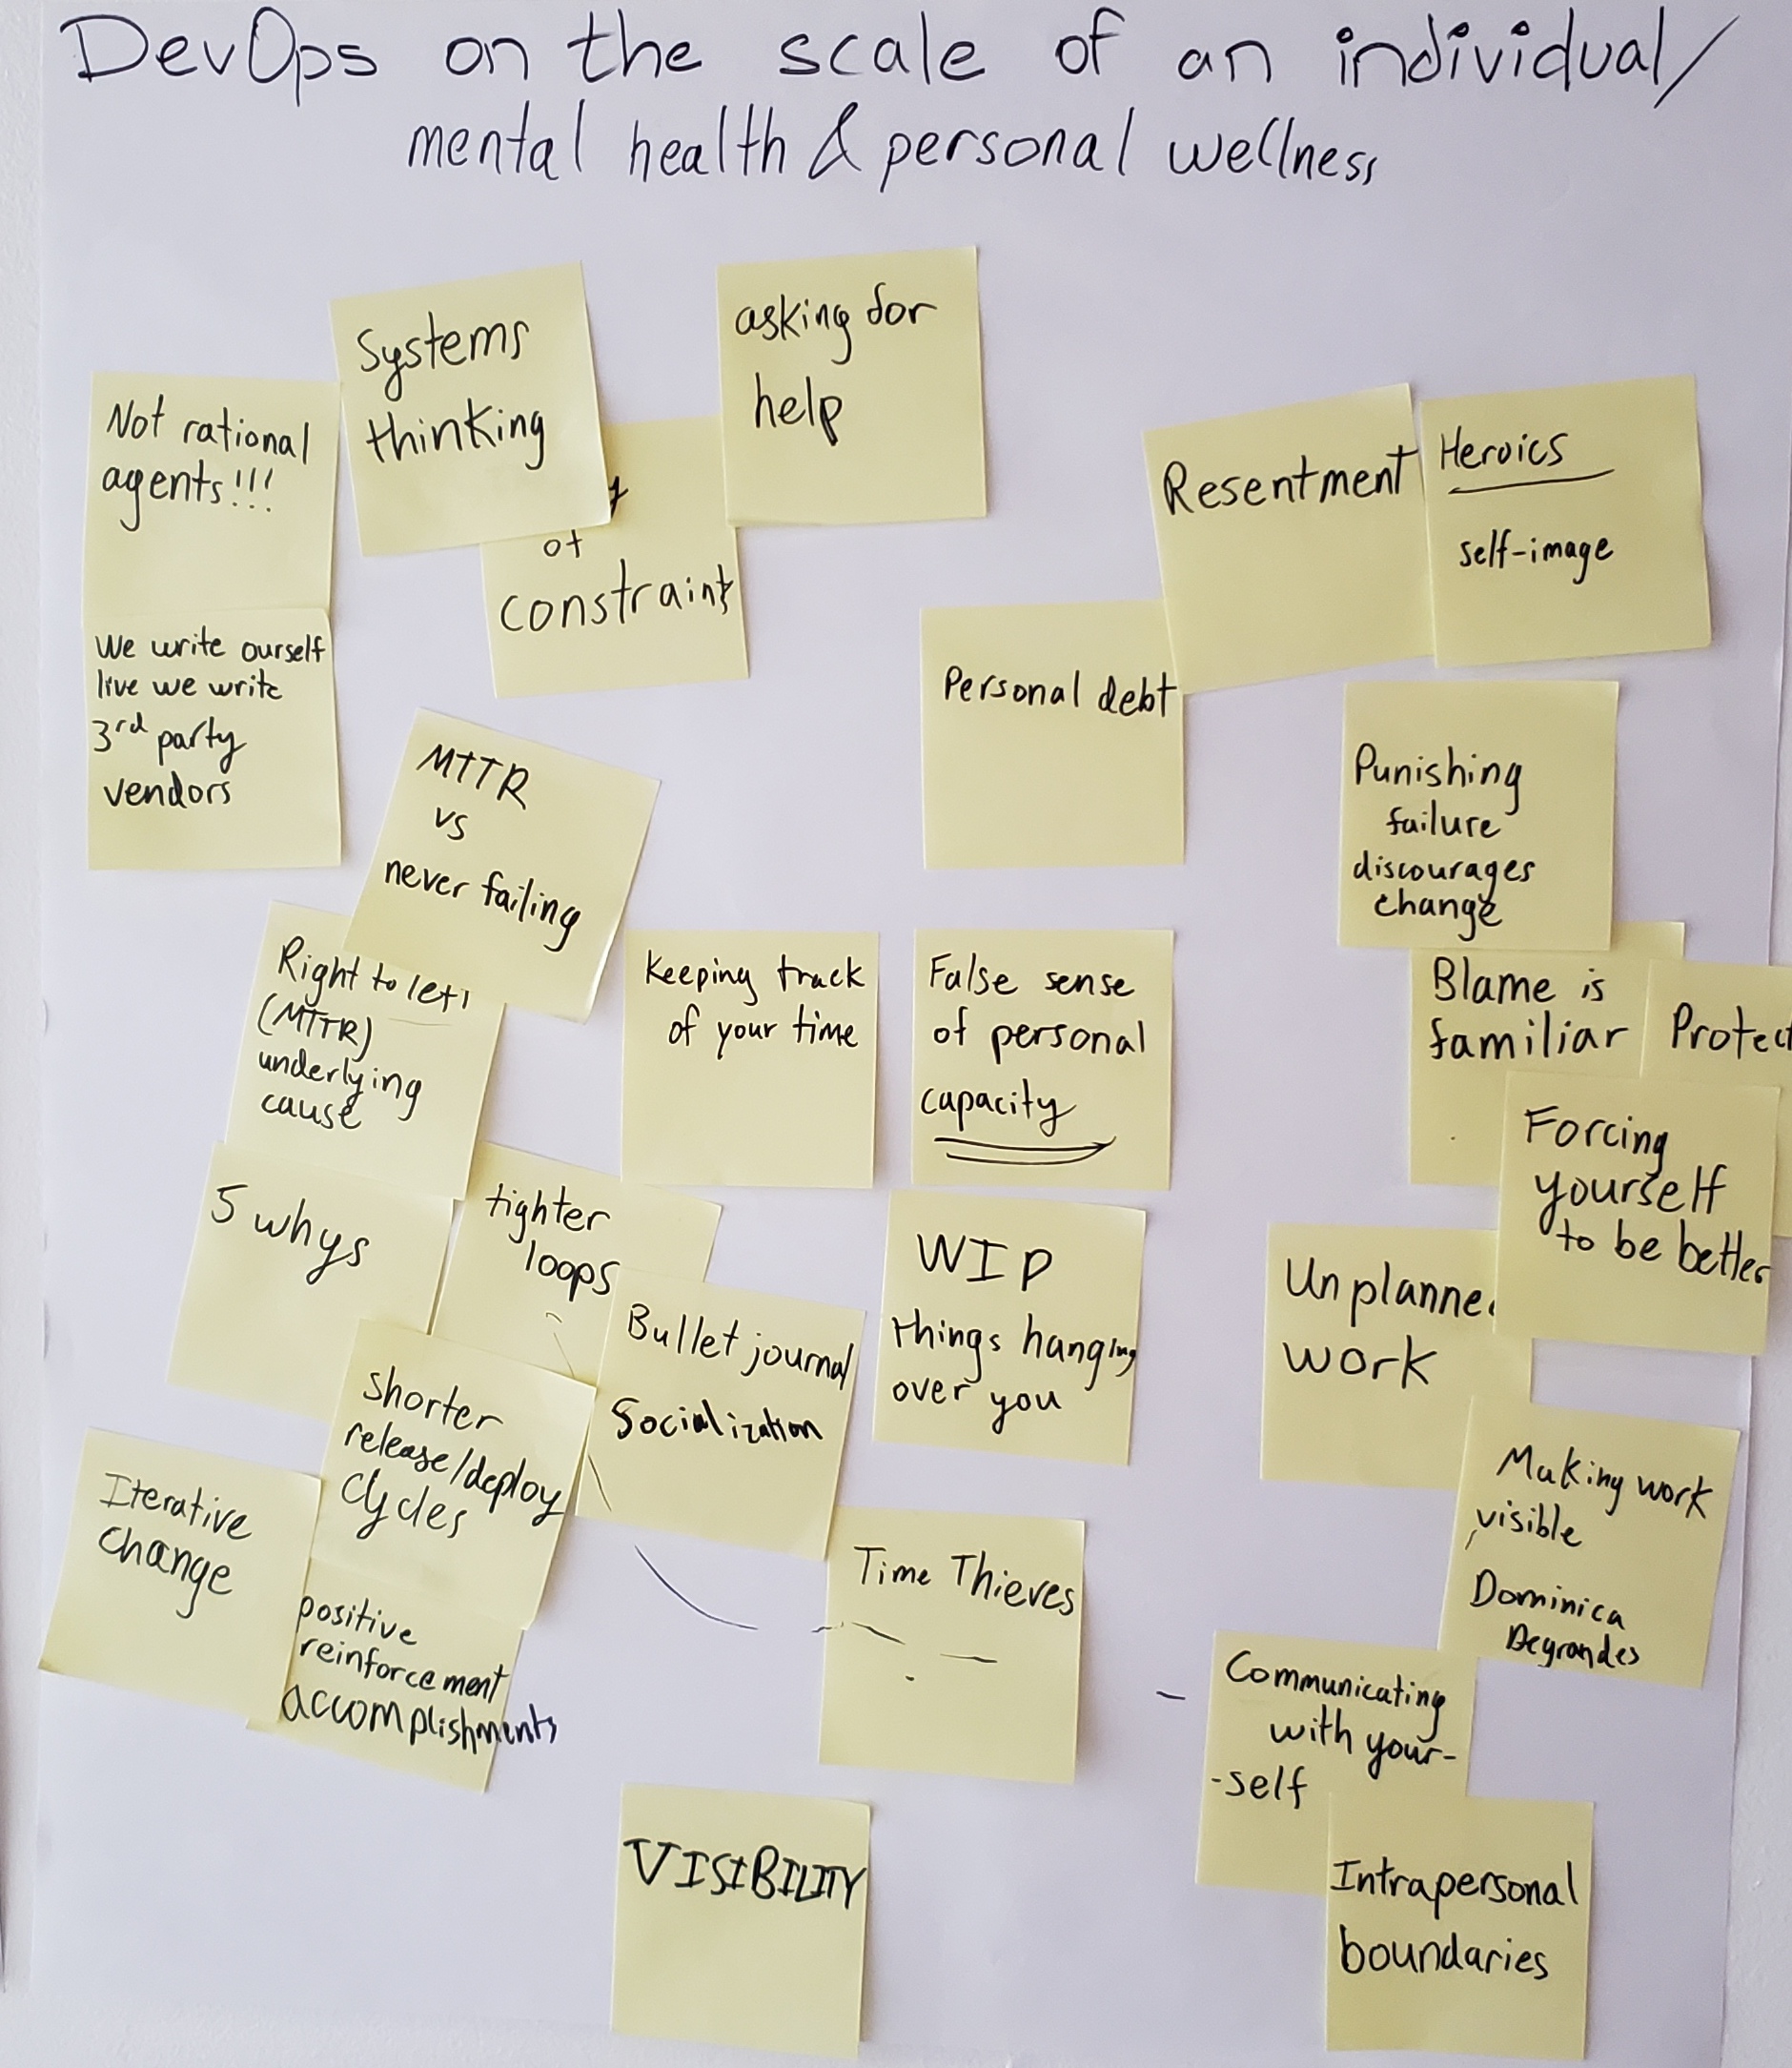 DevOps on the scale of an individual/
mental health & personal wellness
Systems
thinking
asking for
help
Not rational
agents!!!
of
constraint
Resentment
Heroics
self-image
We write ourself
live we write
3rd party
vendors
Personal debt
MTTR
vs
never failing
Punishing
failure
discourages
change
Right to
(MTTR)
underlying
cause
Keeping track
of your time
False sense
of personal
capacity
Blame is
familiar
Protect
Forcing
yourself
to be better
5 whys
tighter
loops
Bullet journal
Socialization
WIP
things hanging
over you
Unplanned
work
Shorter
release/deploy
Cycles
Iterative
change
positive
reinforcement
accomplishments
Time Thieves
Making work
visible
Dominica
Degrandes
Communicating
with your-
-self
VISIBILITY
Intrapersonal
boundaries